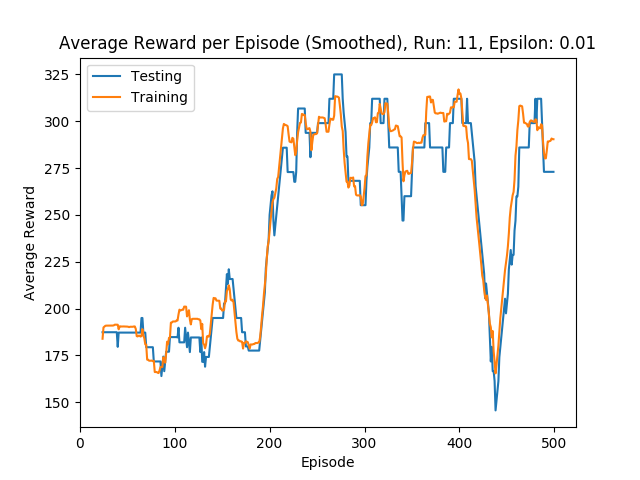 Average Reward per Episode (Smoothed), Run: 11, Epsilon: 0.01
Testing
Training
325
300
275
250
225
200
175
150
Average Reward
0 100 200 300 400 500
Episode